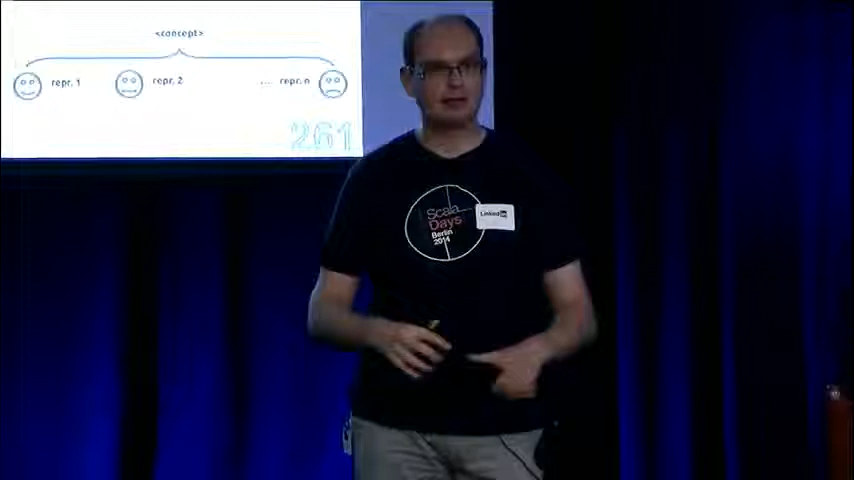 <concept>
repr. 1
repr. 2
.... repr. n
261
Scala
Days
Berlin
2014
Linkedin